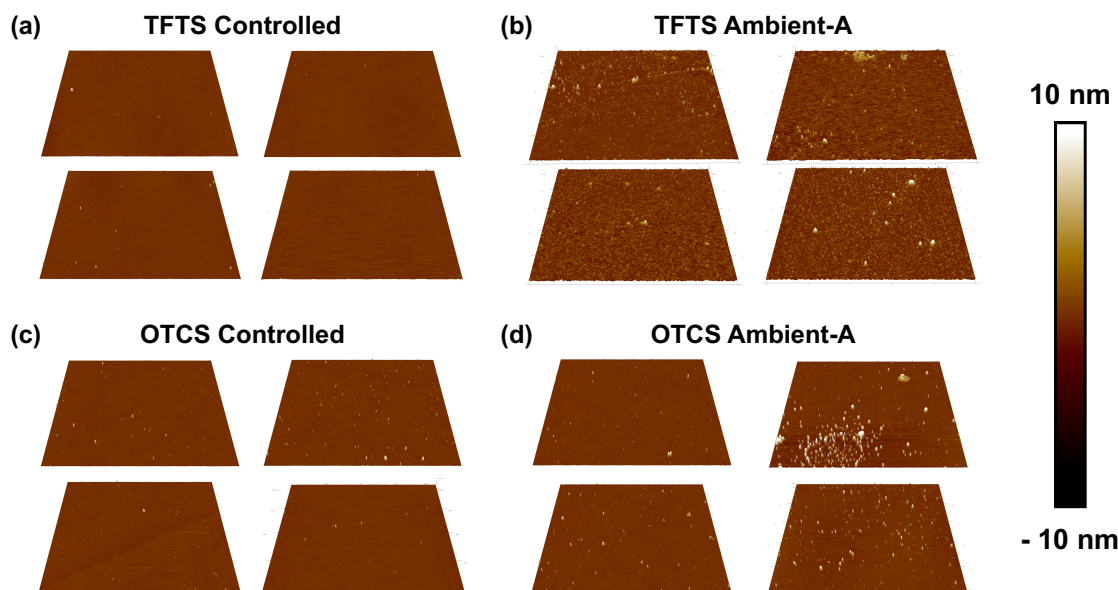 (a) TFTS Controlled
(b) TFTS Ambient-A
10 nm
(c) OTCS Controlled
(d) OTCS Ambient-A
- 10 nm